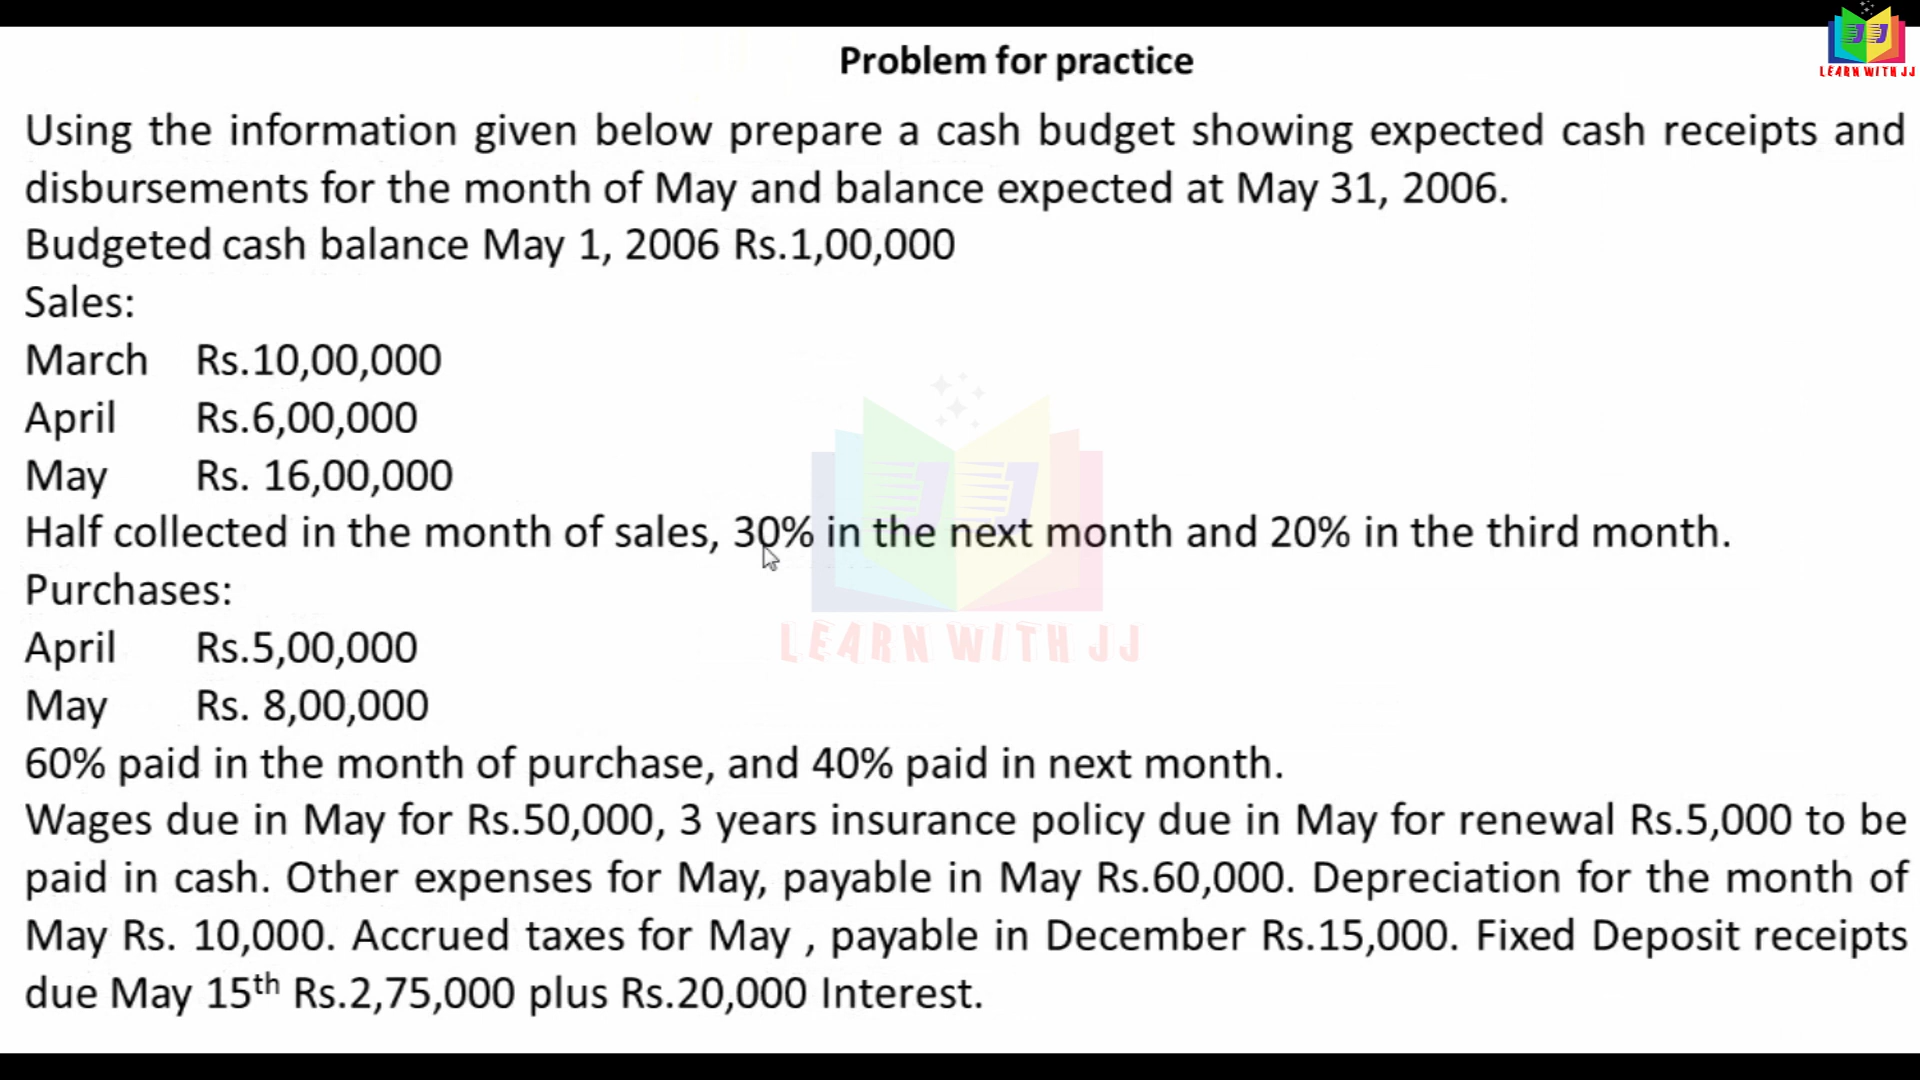 Problem for practice
LEARN WITH JJ
Using the information given below prepare a cash budget showing expected cash receipts and
disbursements for the month of May and balance expected at May 31, 2006.
Budgeted cash balance May 1, 2006 Rs.1,00,000
Sales:
March Rs.10,00,000
April Rs.6,00,000
May Rs. 16,00,000
Half collected in the month of sales, 30% in the next month and 20% in the third month.
Purchases:
April Rs.5,00,000
LEARN WITH JJ
May Rs. 8,00,000
60% paid in the month of purchase, and 40% paid in next month.
Wages due in May for Rs.50,000, 3 years insurance policy due in May for renewal Rs.5,000 to be
paid in cash. Other expenses for May, payable in May Rs.60,000. Depreciation for the month of
May Rs. 10,000. Accrued taxes for May , payable in December Rs.15,000. Fixed Deposit receipts
due May 15th Rs.2,75,000 plus Rs.20,000 Interest.